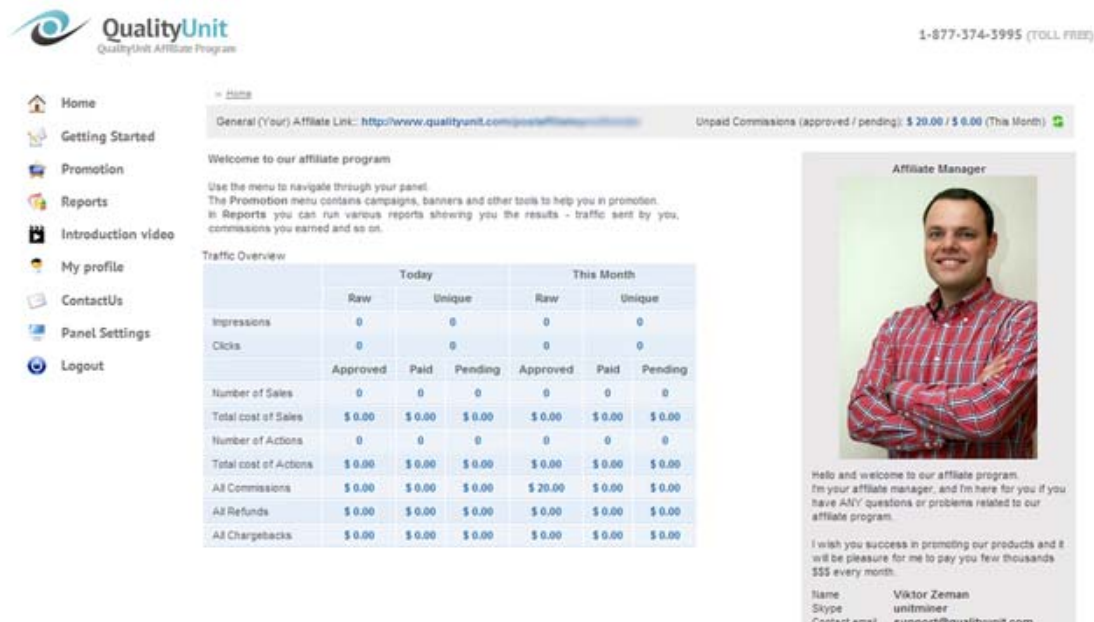 QualityUnit
QualityUnit Affiliate Program
1-877-374-3995 (TOLL FREE)
Home
Getting Started
Promotion
Reports
Introduction video
My profile
ContactUs
Panel Settings
Logout
» Home
General (Your) Affiliate Link:: http://www.qualityunit.com/
Unpaid Commissions (approved / pending): $ 20.00 / $ 0.00 (This Month)
Welcome to our affiliate program
Use the menu to navigate through your panel.
The Promotion menu contains campaigns, banners and other tools to help you in promotion.
In Reports you can run various reports showing you the results - traffic sent by you,
commissions you earned and so on.
Traffic Overview
Today This Month
Raw Unique Raw Unique
Impressions 0 0 0 0
Clicks 0 0 0 0
Approved Paid Pending Approved Paid Pending
Number of Sales 0 0 0 0 0 0
Total cost of Sales $ 0.00 $ 0.00 $ 0.00 $ 0.00 $ 0.00 $ 0.00
Number of Actions 0 0 0 0 0 0
Total cost of Actions $ 0.00 $ 0.00 $ 0.00 $ 0.00 $ 0.00 $ 0.00
All Commissions $ 0.00 $ 0.00 $ 0.00 $ 20.00 $ 0.00 $ 0.00
All Refunds $ 0.00 $ 0.00 $ 0.00 $ 0.00 $ 0.00 $ 0.00
All Chargebacks $ 0.00 $ 0.00 $ 0.00 $ 0.00 $ 0.00 $ 0.00
Affiliate Manager
Hello and welcome to our affiliate program.
I'm your affiliate manager, and I'm here for you if you
have ANY questions or problems related to our
affiliate program.
I wish you success in promoting our products and it
will be pleasure for me to pay you few thousands
$$$ every month.
Name Viktor Zeman
Skype unitminer
Contact email support@qualityunit.com